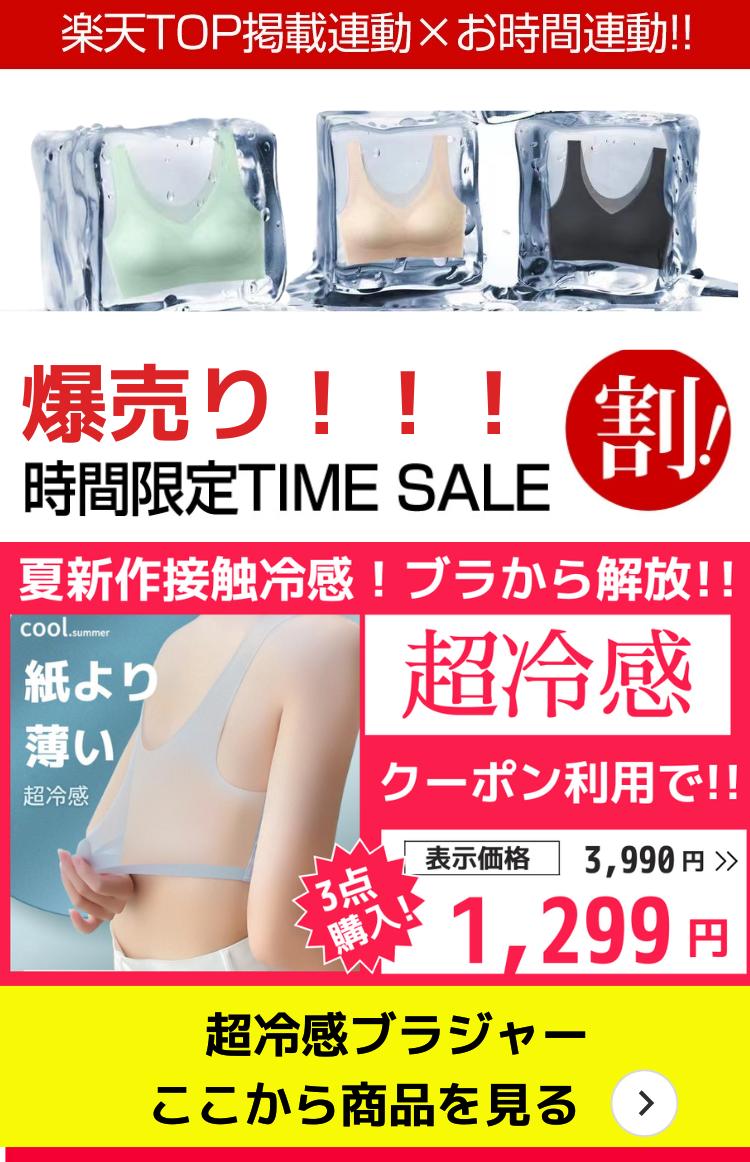 楽天TOP掲載連動×お時間連動!!
爆売り！！！
割!
時間限定TIME SALE
夏新作接触冷感！ブラから解放!!
cool.summer
紙より
薄い
超冷感
超冷感
クーポン利用で!!
表示価格 3,990円
3点
購入!
1,299円
超冷感ブラジャー
ここから商品を見る